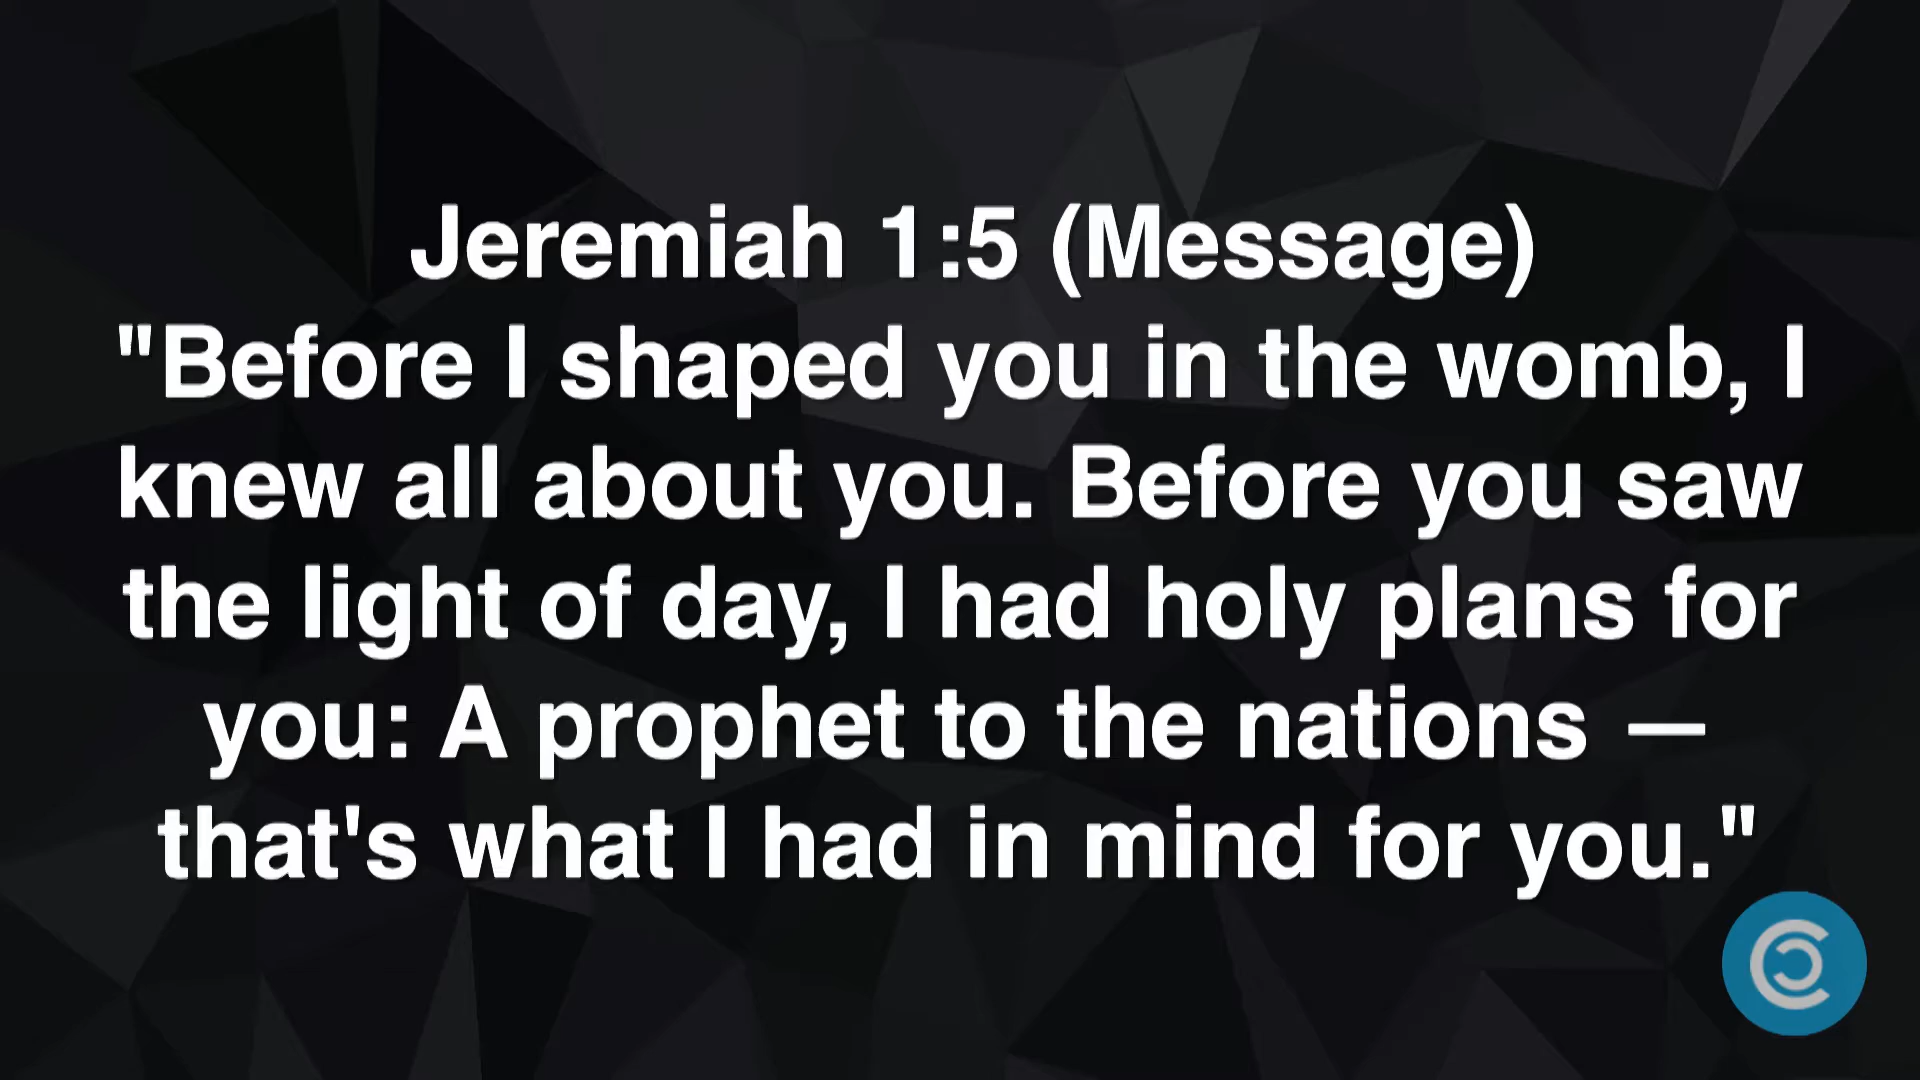 Jeremiah 1:5 (Message)
"Before I shaped you in the womb, I
knew all about you. Before you saw
the light of day, I had holy plans for
you: A prophet to the nations —
that's what I had in mind for you."